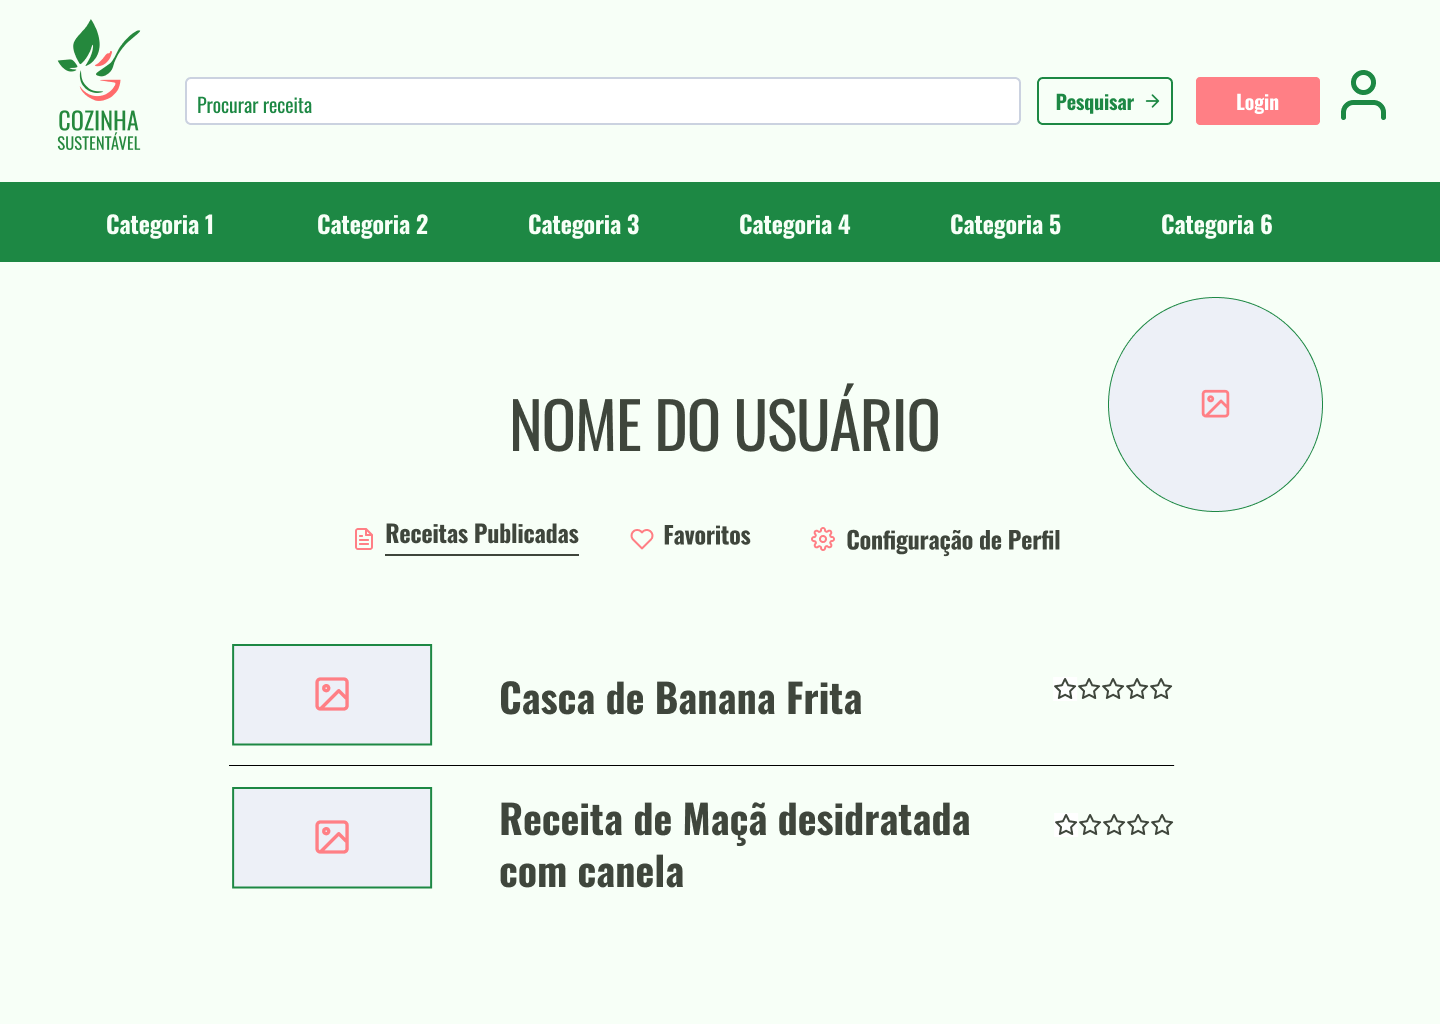 COZINHA
SUSTENTÁVEL
Procurar receita
Pesquisar
Login
Categoria 1
Categoria 2
Categoria 3
Categoria 4
Categoria 5
Categoria 6
NOME DO USUÁRIO
Receitas Publicadas
Favoritos
Configuração de Perfil
Casca de Banana Frita
Receita de Maçã desidratada
com canela